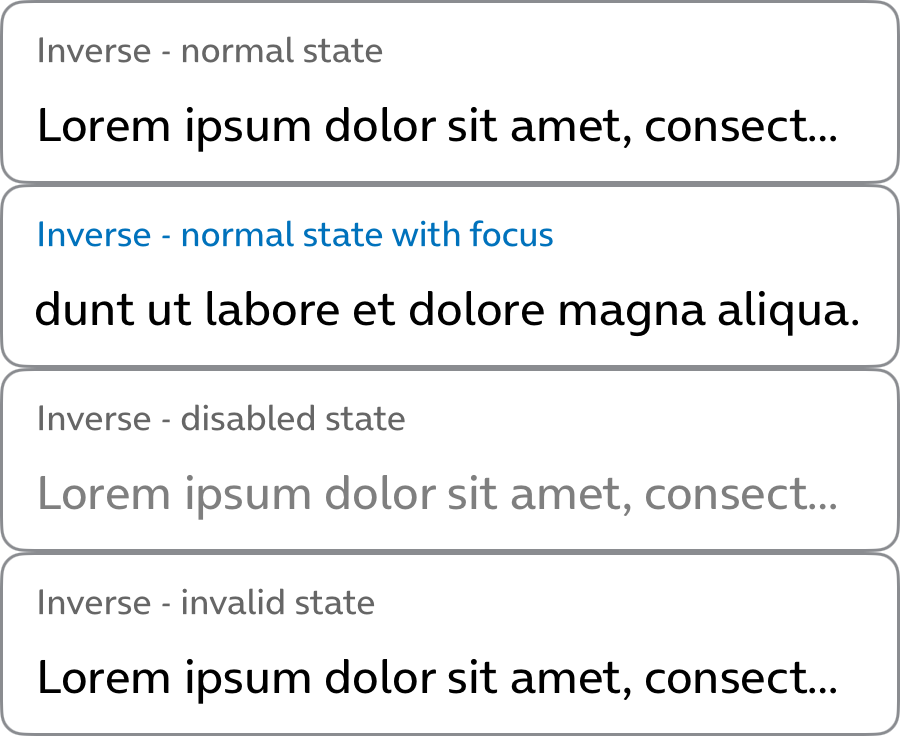 Inverse - normal state
Lorem ipsum dolor sit amet, consect...
Inverse - normal state with focus
dunt ut labore et dolore magna aliqua.
Inverse - disabled state
Lorem ipsum dolor sit amet, consect...
Inverse - invalid state
Lorem ipsum dolor sit amet, consect...